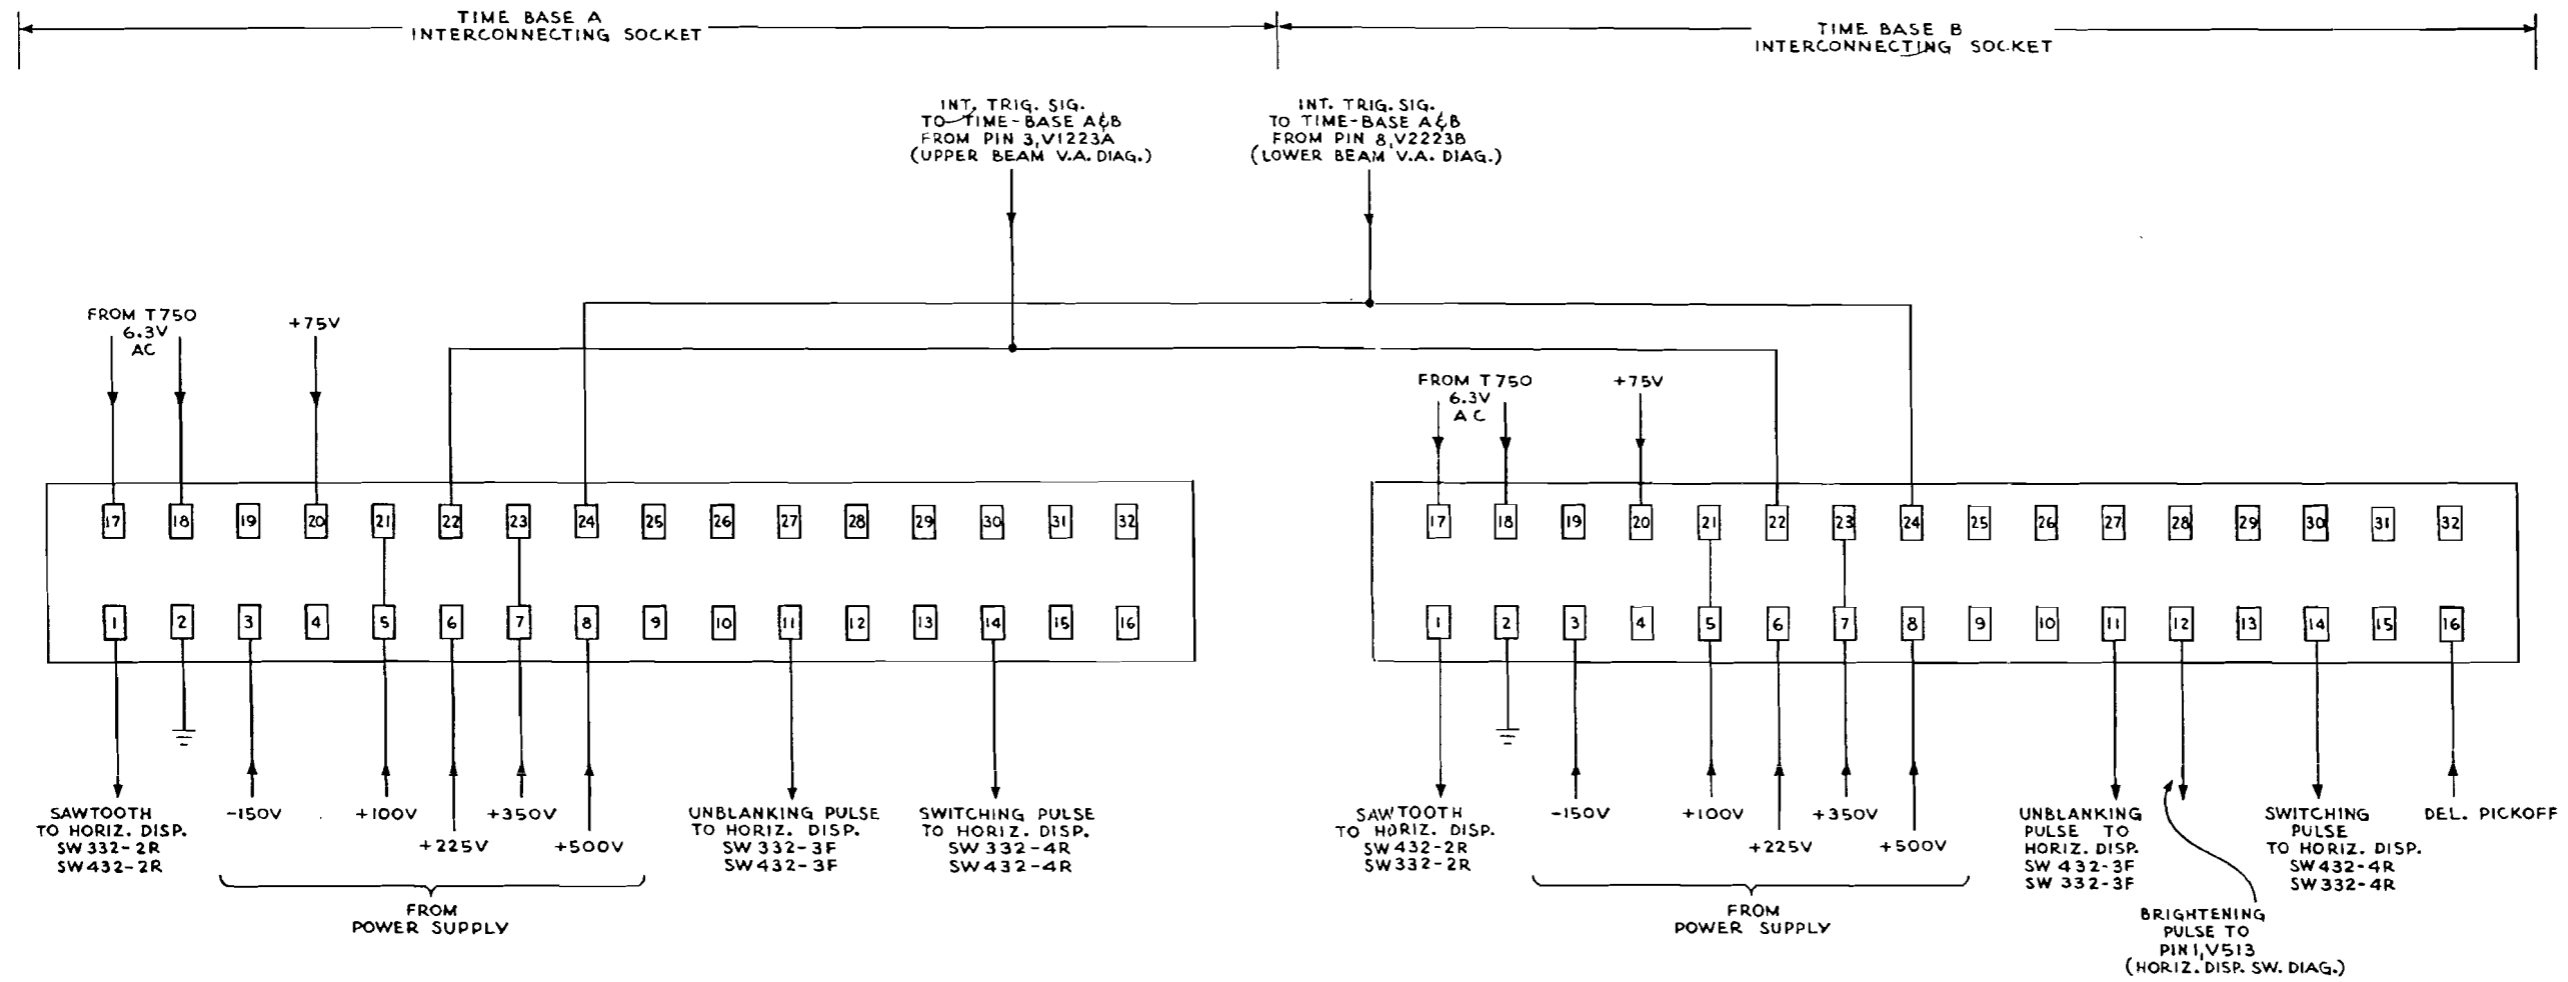 TIME BASE A
INTERCONNECTING SOCKET
TIME BASE B
INTERCONNECTING SOCKET
INT. TRIG. SIG.
TO TIME-BASE A&B
FROM PIN 3, V1223A
(UPPER BEAM V.A. DIAG.)
INT. TRIG. SIG.
TO TIME-BASE A&B
FROM PIN 8, V2223B
(LOWER BEAM V.A. DIAG.)
FROM T750
6.3V
AC
+75V
FROM T750
6.3V
AC
+75V
17 18 19 20 21 22 23 24 25 26 27 28 29 30 31 32
1 2 3 4 5 6 7 8 9 10 11 12 13 14 15 16
17 18 19 20 21 22 23 24 25 26 27 28 29 30 31 32
1 2 3 4 5 6 7 8 9 10 11 12 13 14 15 16
SAWTOOTH
TO HORIZ. DISP.
SW332-2R
SW432-2R
-150V
+100V
+225V
+350V
+500V
FROM
POWER SUPPLY
UNBLANKING PULSE
TO HORIZ. DISP.
SW332-3F
SW432-3F
SWITCHING PULSE
TO HORIZ. DISP.
SW332-4R
SW432-4R
SAWTOOTH
TO HORIZ. DISP.
SW432-2R
SW332-2R
-150V
+100V
+225V
+350V
+500V
FROM
POWER SUPPLY
UNBLANKING
PULSE TO
HORIZ. DISP.
SW432-3F
SW332-3F
BRIGHTENING
PULSE TO
PIN 1, V513
(HORIZ. DISP. SW. DIAG.)
SWITCHING
PULSE
TO HORIZ. DISP.
SW432-4R
SW332-4R
DEL. PICKOFF